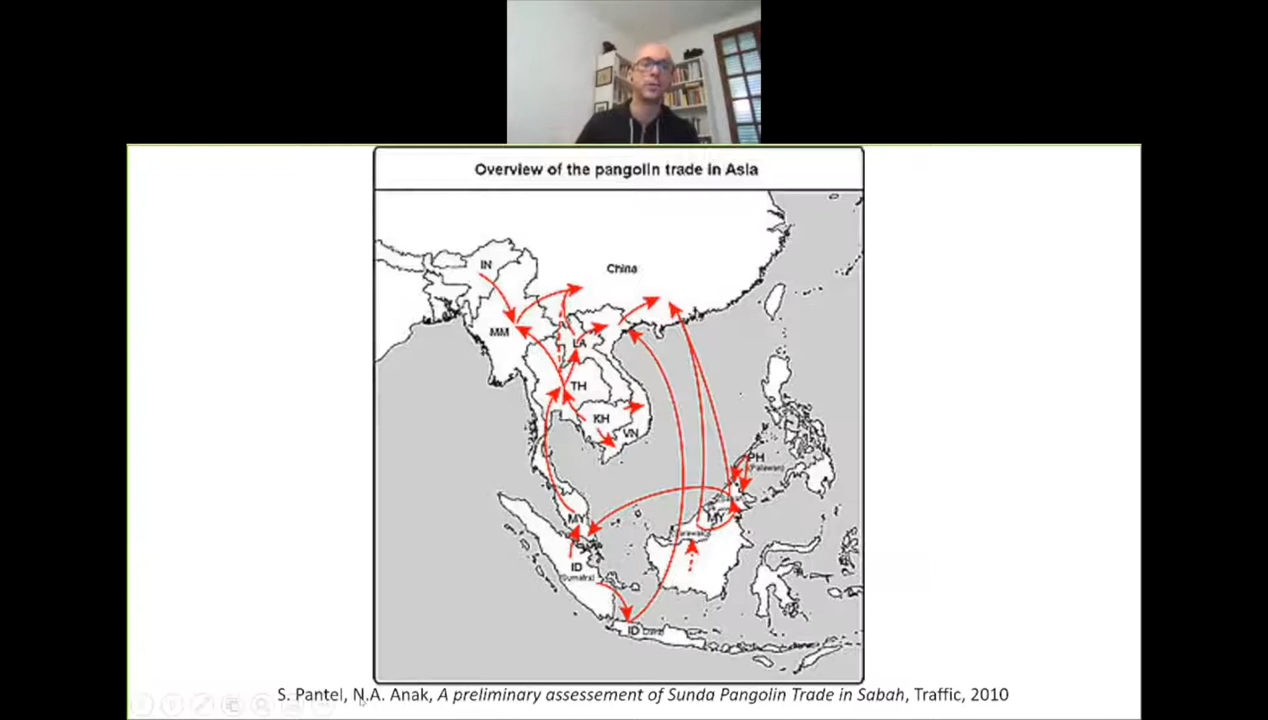 Overview of the pangolin trade in Asia
IN
China
MM
LA
TH
KH
VN
PH
(Palawan)
MY
MY
ID
(Sumatra)
ID
S. Pantel, N.A. Anak, A preliminary assessement of Sunda Pangolin Trade in Sabah, Traffic, 2010